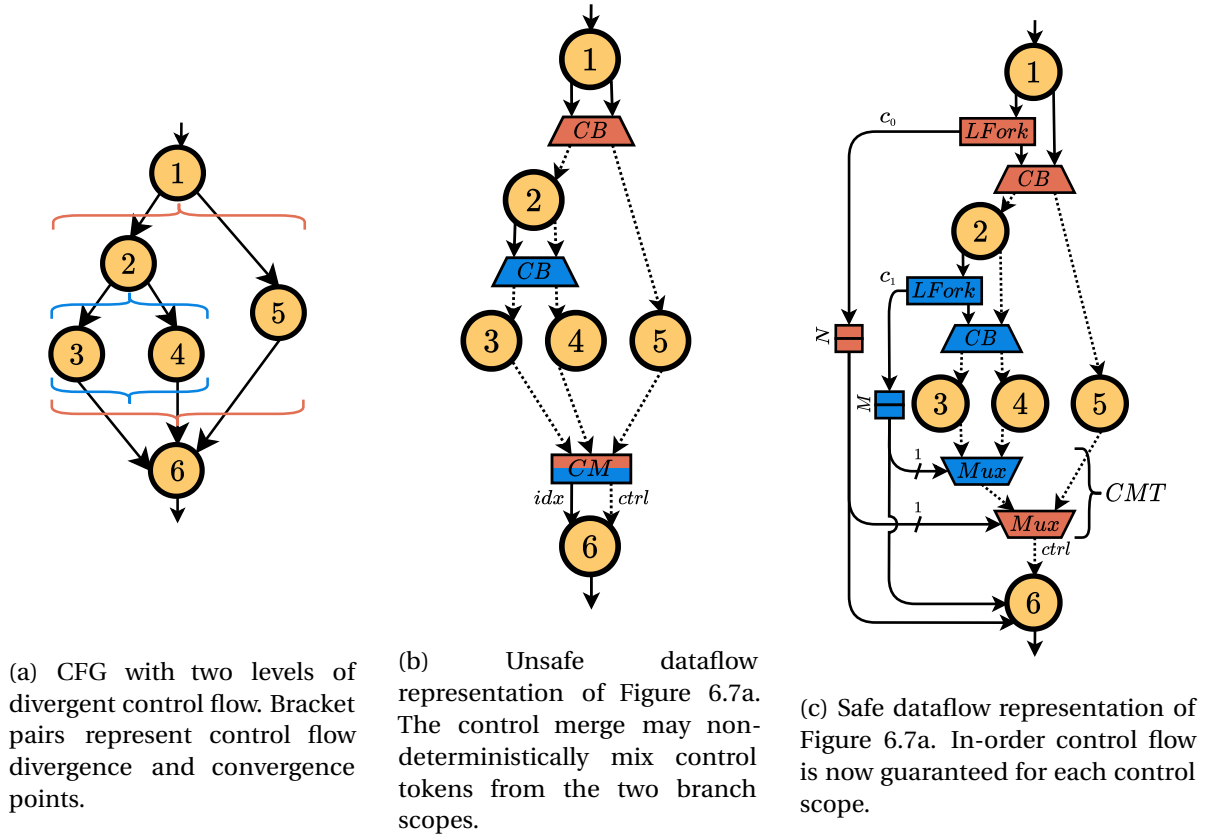 1
2
3
4
5
6
(a) CFG with two levels of
divergent control flow. Bracket
pairs represent control flow
divergence and convergence
points.
1
CB
2
CB
3
4
5
CM
idx
ctrl
6
(b) Unsafe dataflow
representation of Figure 6.7a.
The control merge may non-
deterministically mix control
tokens from the two branch
scopes.
1
c₀
LFork
CB
2
c₁
LFork
CB
N
M
3
4
5
1
Mux
CMT
1
Mux
ctrl
6
(c) Safe dataflow representation of
Figure 6.7a. In-order control flow
is now guaranteed for each control
scope.